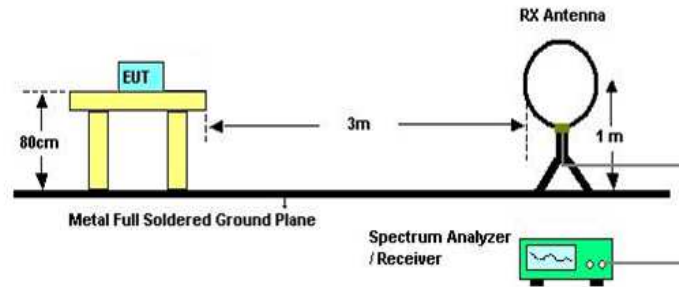 RX Antenna
EUT
3m
80cm
1 m
Metal Full Soldered Ground Plane
Spectrum Analyzer
/ Receiver